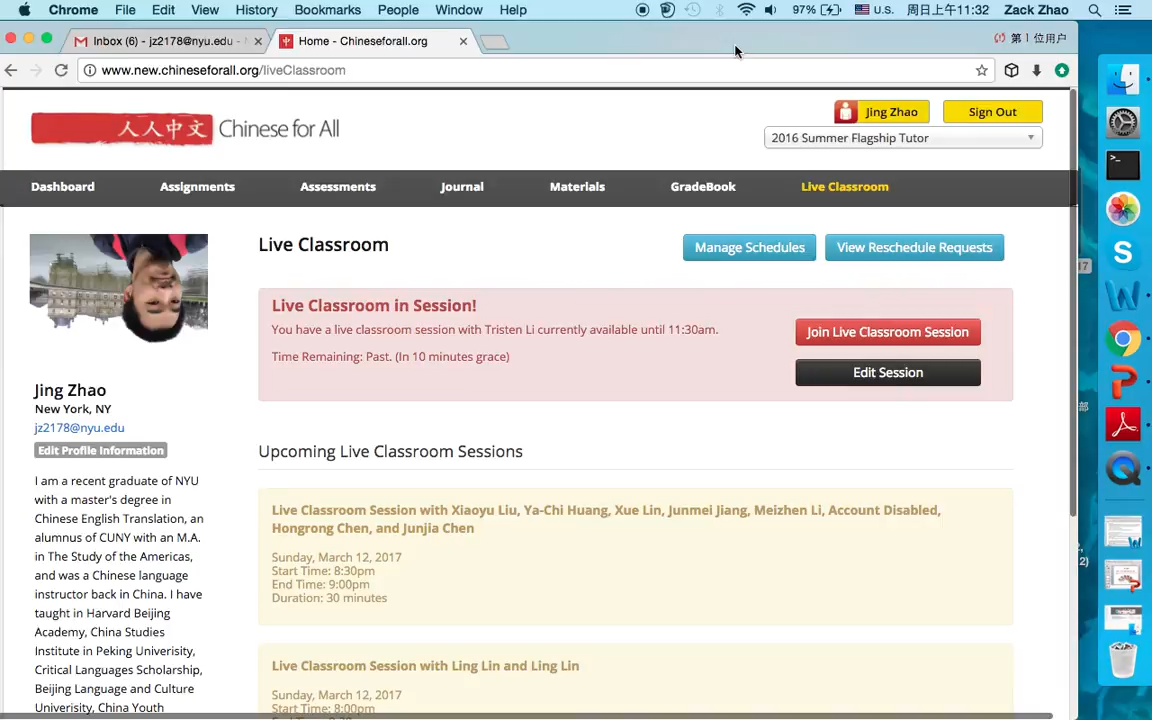 Chrome File Edit View History Bookmarks People Window Help 97% U.S. 周日上午11:32 Zack Zhao
Inbox (6) - jz2178@nyu.edu - Home - Chineseforall.org 第 1 位用户
www.new.chineseforall.org/liveClassroom
人人中文 Chinese for All
Jing Zhao Sign Out
2016 Summer Flagship Tutor
Dashboard Assignments Assessments Journal Materials GradeBook Live Classroom
Live Classroom
Manage Schedules View Reschedule Requests
Live Classroom in Session!
You have a live classroom session with Tristen Li currently available until 11:30am.
Time Remaining: Past. (In 10 minutes grace)
Join Live Classroom Session
Edit Session
Jing Zhao
New York, NY
jz2178@nyu.edu
Edit Profile Information
I am a recent graduate of NYU
with a master's degree in
Chinese English Translation, an
alumnus of CUNY with an M.A.
in The Study of the Americas,
and was a Chinese language
instructor back in China. I have
taught in Harvard Beijing
Academy, China Studies
Institute in Peking Univerisity,
Critical Languages Scholarship,
Beijing Language and Culture
Univerisity, China Youth
Upcoming Live Classroom Sessions
Live Classroom Session with Xiaoyu Liu, Ya-Chi Huang, Xue Lin, Junmei Jiang, Meizhen Li, Account Disabled,
Hongrong Chen, and Junjia Chen
Sunday, March 12, 2017
Start Time: 8:30pm
End Time: 9:00pm
Duration: 30 minutes
Live Classroom Session with Ling Lin and Ling Lin
Sunday, March 12, 2017
Start Time: 8:00pm
17
部
2)